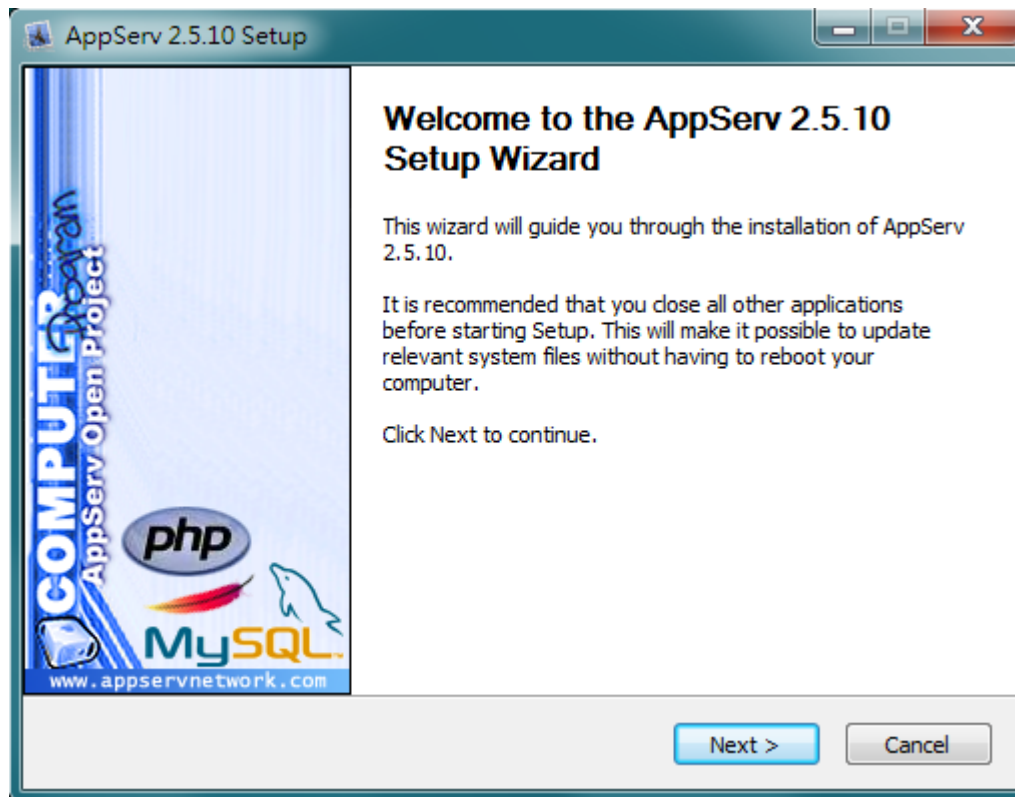 AppServ 2.5.10 Setup
Welcome to the AppServ 2.5.10
Setup Wizard
This wizard will guide you through the installation of AppServ
2.5.10.
It is recommended that you close all other applications
before starting Setup. This will make it possible to update
relevant system files without having to reboot your
computer.
Click Next to continue.
COMPUTER
Program
AppServ Open Project
php
MySQL
www.appservnetwork.com
Next >
Cancel